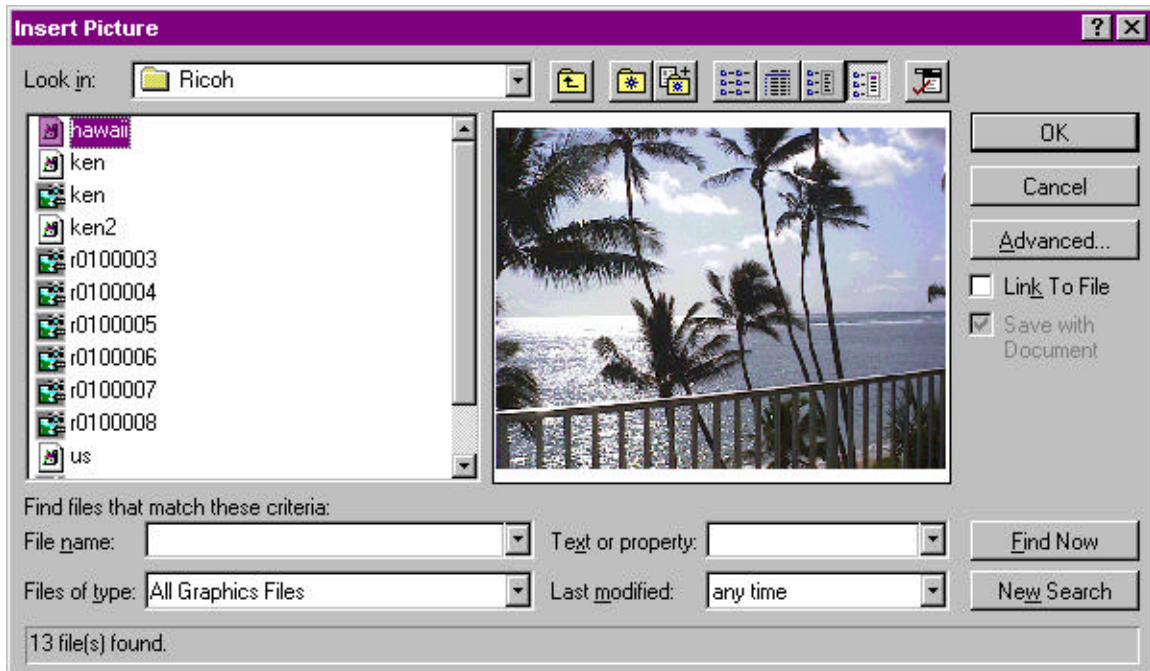 Insert Picture
Look in: Ricoh
hawaii
ken
ken
ken2
r0100003
r0100004
r0100005
r0100006
r0100007
r0100008
us
OK
Cancel
Advanced...
Link To File
Save with
Document
Find files that match these criteria:
File name: Text or property: Find Now
Files of type: All Graphics Files Last modified: any time New Search
13 file(s) found.